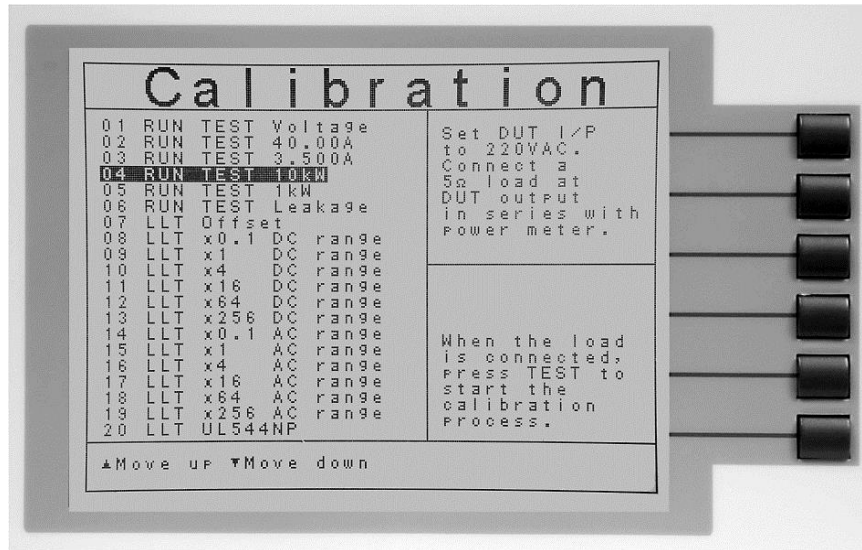 Calibration
01 RUN TEST Voltage
02 RUN TEST 40.00A
03 RUN TEST 3.500A
04 RUN TEST 10kW
05 RUN TEST 1kW
06 RUN TEST Leakage
07 LLT Offset
08 LLT x0.1 DC range
09 LLT x1 DC range
10 LLT x4 DC range
11 LLT x16 DC range
12 LLT x64 DC range
13 LLT x256 DC range
14 LLT x0.1 AC range
15 LLT x1 AC range
16 LLT x4 AC range
17 LLT x16 AC range
18 LLT x64 AC range
19 LLT x256 AC range
20 LLT UL544NP
Set DUT I/P
to 220VAC.
Connect a
5Ω load at
DUT output
in series with
power meter.
When the load
is connected,
press TEST to
start the
calibration
process.
▲Move up ▼Move down